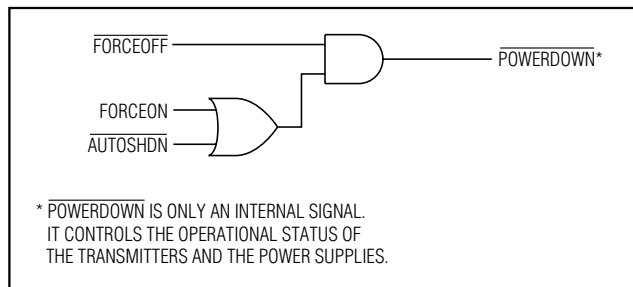 FORCEOFF
POWERDOWN*
FORCEON
AUTOSHDN
* POWERDOWN IS ONLY AN INTERNAL SIGNAL.
IT CONTROLS THE OPERATIONAL STATUS OF
THE TRANSMITTERS AND THE POWER SUPPLIES.